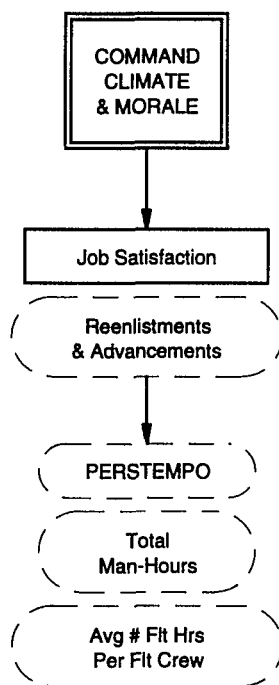 COMMAND
CLIMATE
& MORALE
Job Satisfaction
Reenlistments
& Advancements
PERSTEMPO
Total
Man-Hours
Avg # Flt Hrs
Per Flt Crew